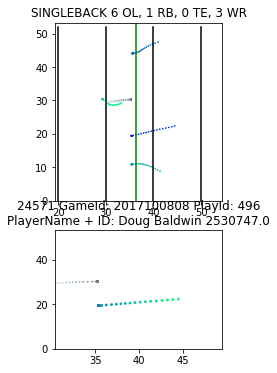 SINGLEBACK 6 OL, 1 RB, 0 TE, 3 WR
50
40
30
20
10
0
20 30 40 50
24571 GameId: 2017100808 PlayId: 496
PlayerName + ID: Doug Baldwin 2530747.0
40
20
0
35 40 45